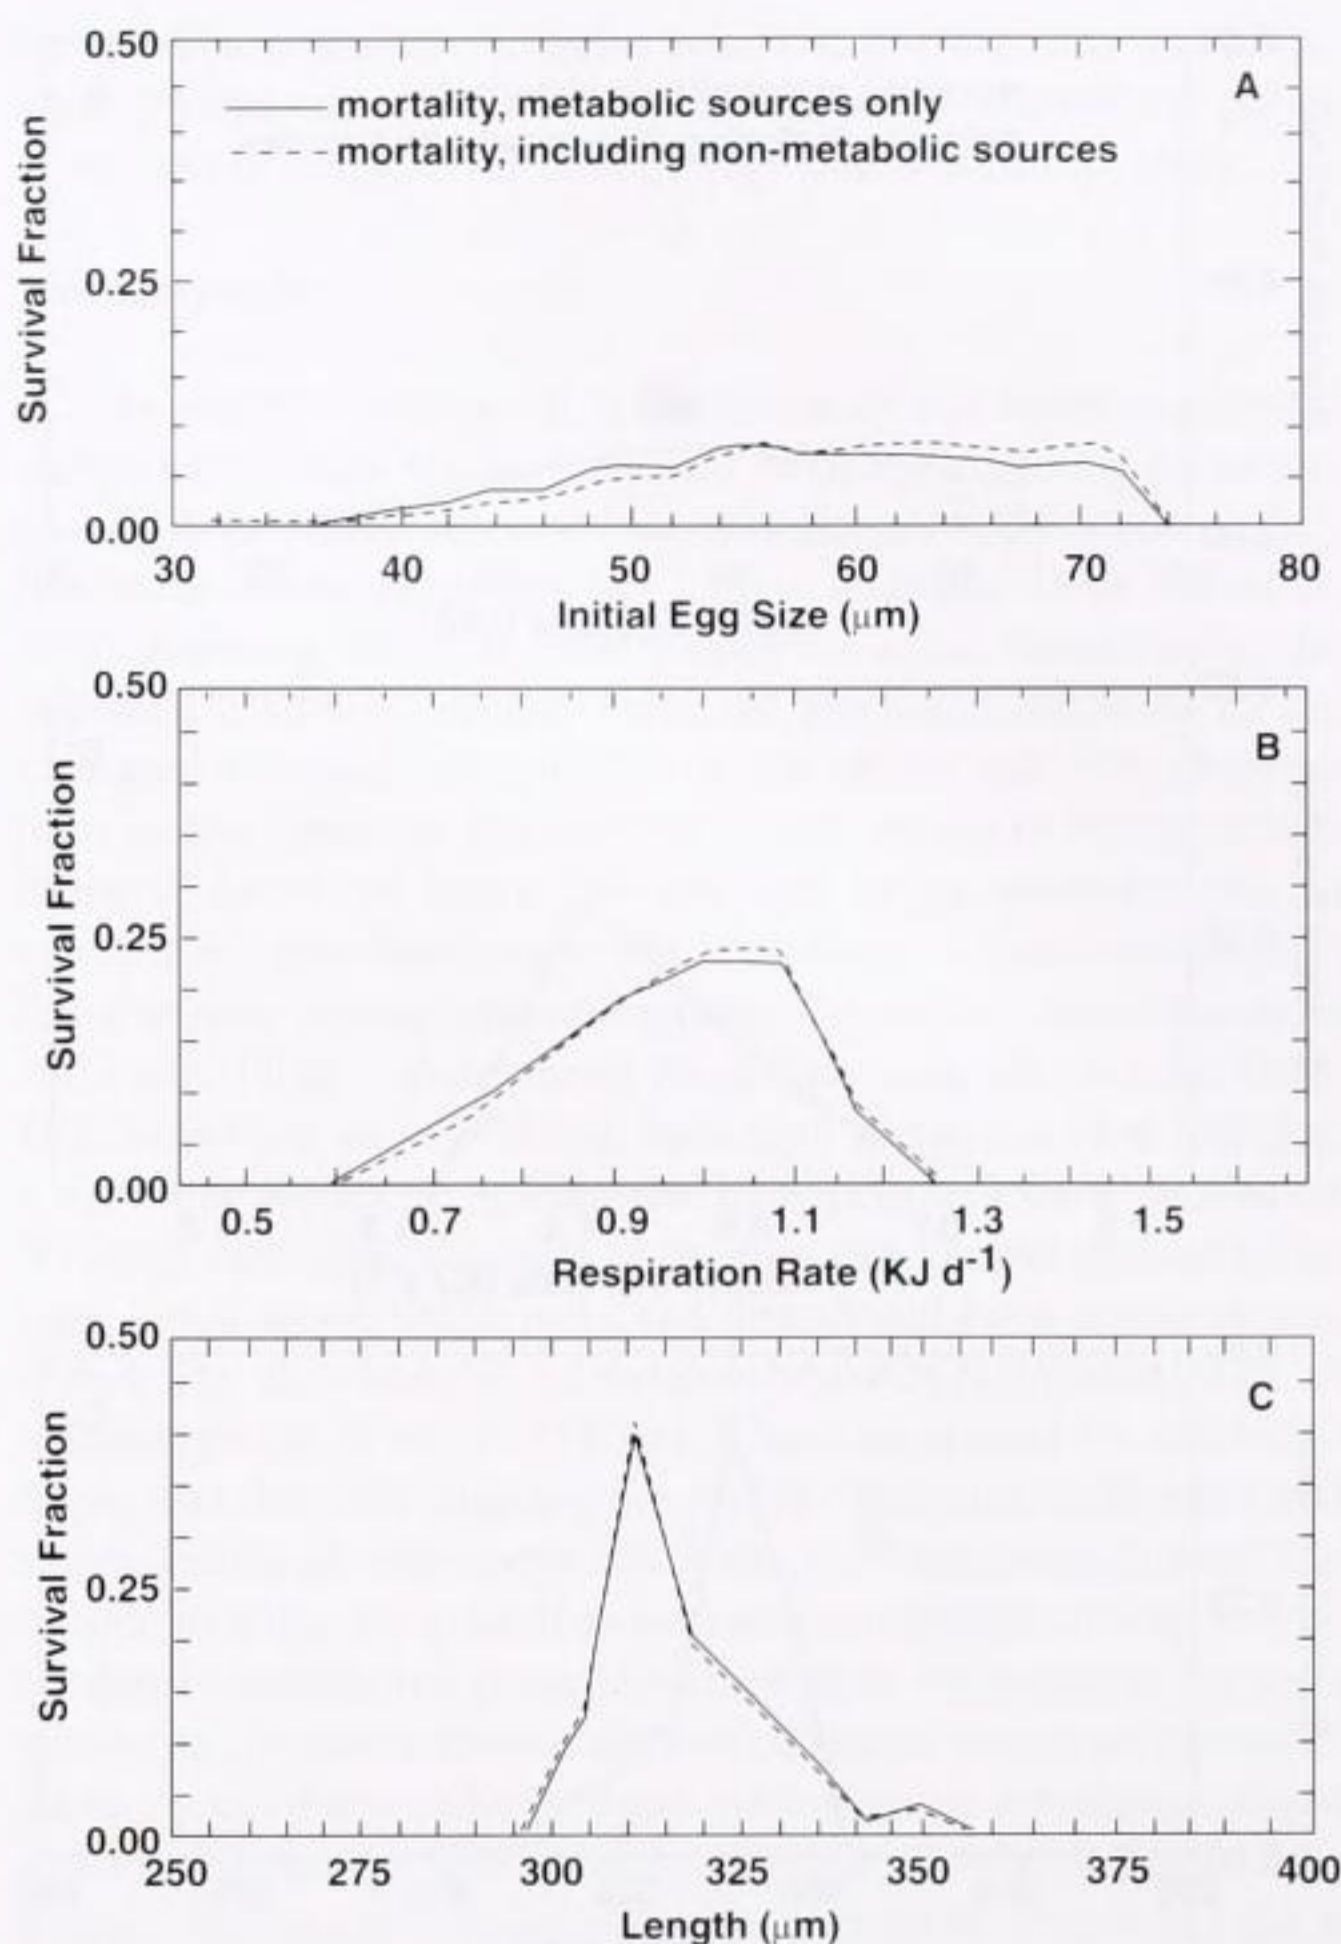 0.50
A
mortality, metabolic sources only
mortality, including non-metabolic sources
Survival Fraction
0.25
0.00
30 40 50 60 70 80
Initial Egg Size (μm)
0.50
B
Survival Fraction
0.25
0.00
0.5 0.7 0.9 1.1 1.3 1.5
Respiration Rate (KJ d-1)
0.50
C
Survival Fraction
0.25
0.00
250 275 300 325 350 375 400
Length (μm)